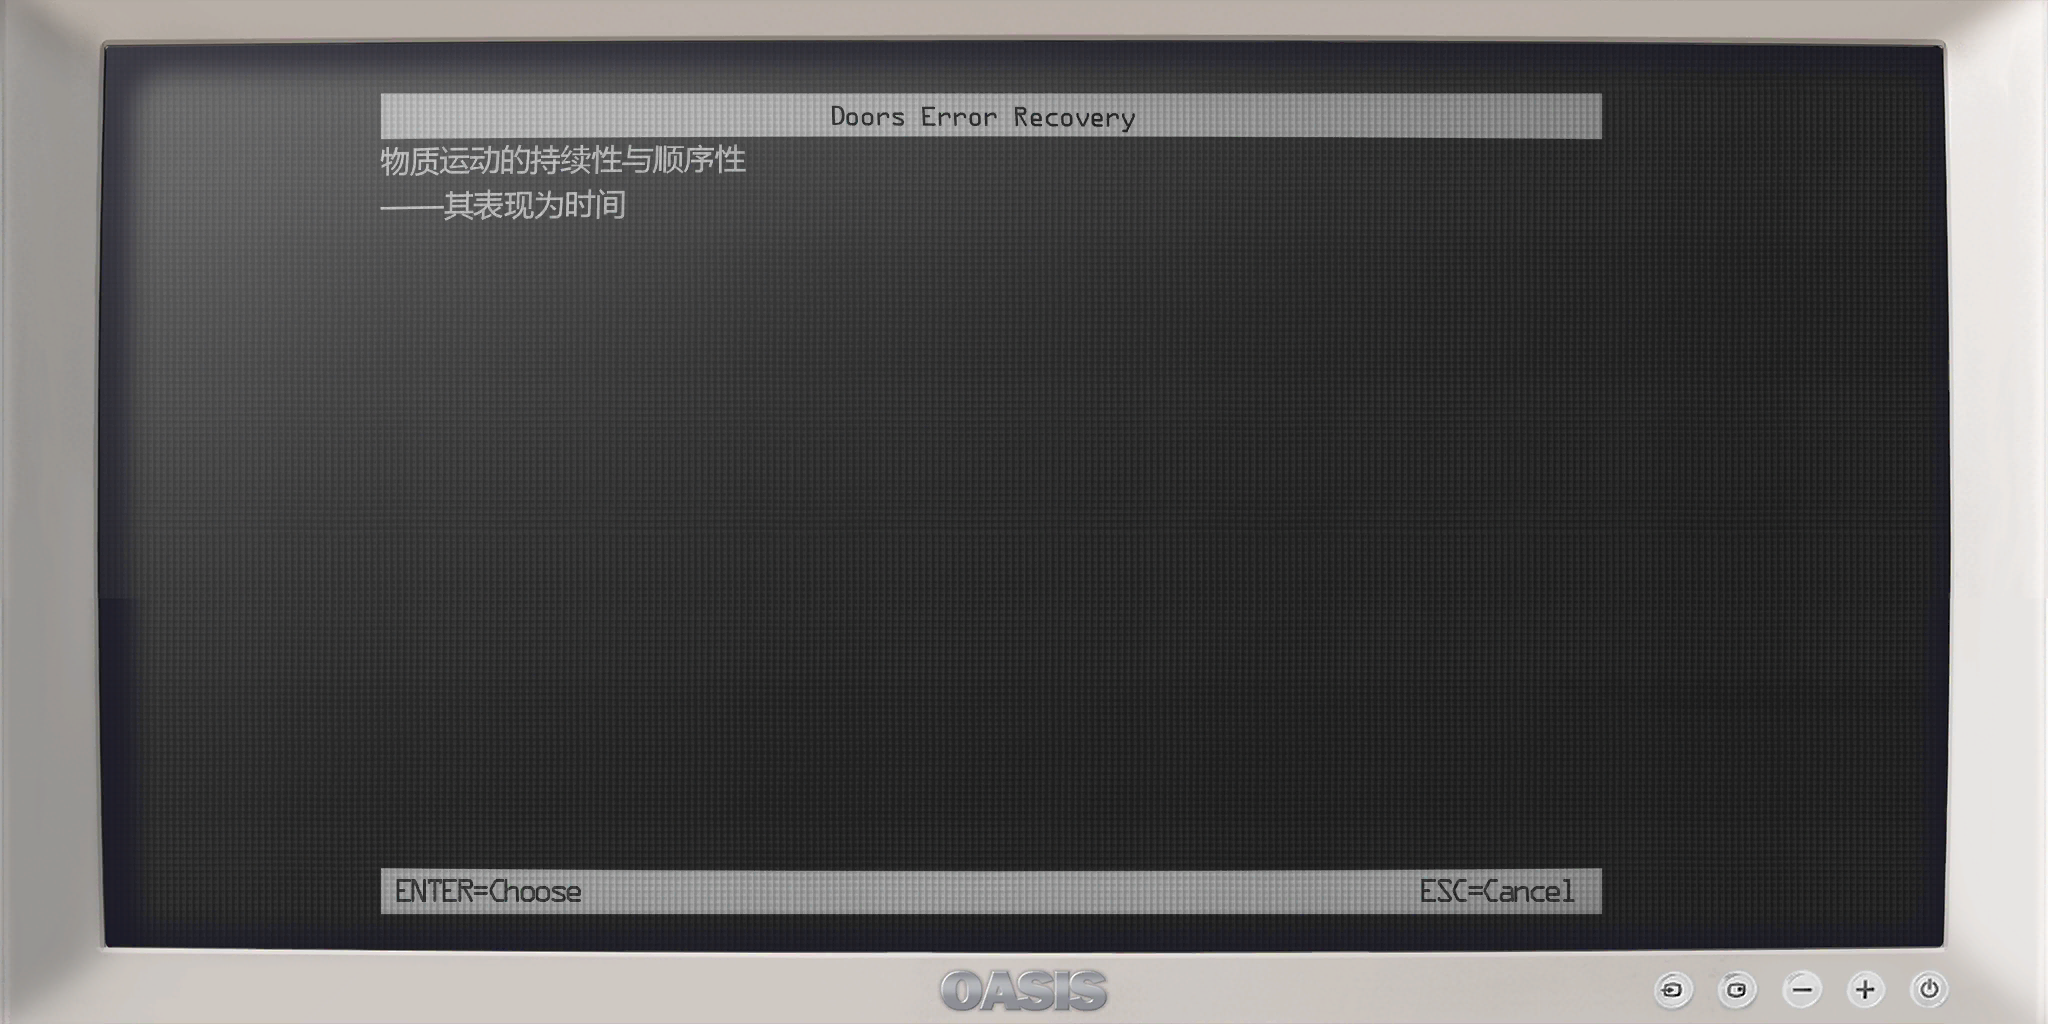 Doors Error Recovery
物质运动的持续性与顺序性
——其表现为时间
ENTER=Choose
ESC=Cancel
OASIS